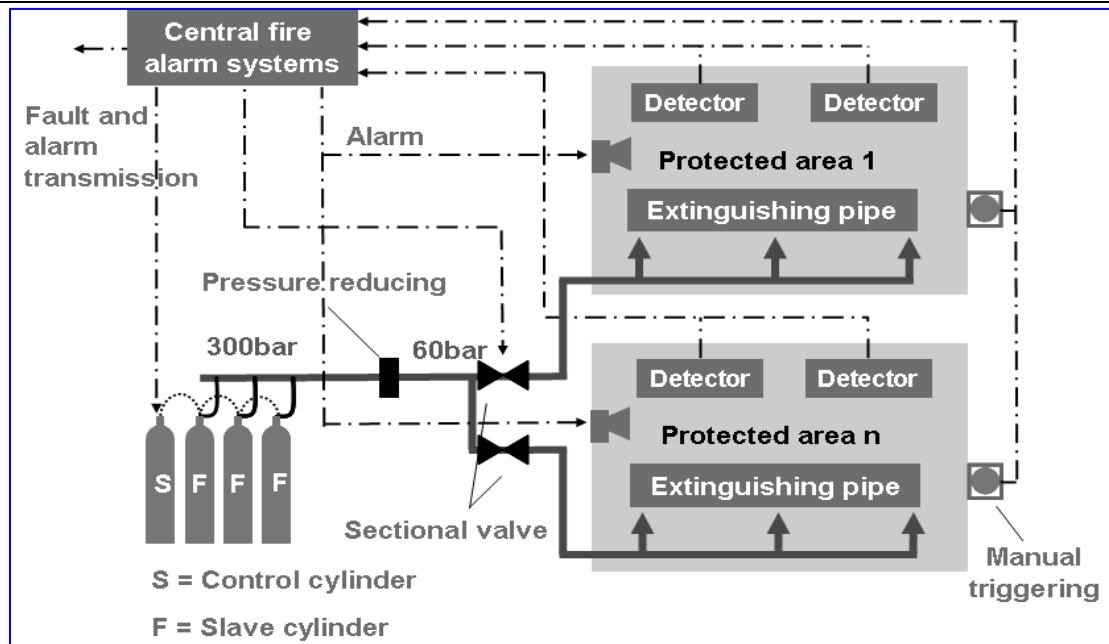 Central fire
alarm systems
Fault and
alarm
transmission
Alarm
Detector
Detector
Protected area 1
Extinguishing pipe
Pressure reducing
300bar
60bar
Detector
Detector
Protected area n
Extinguishing pipe
S
F
F
F
Sectional valve
Manual
triggering
S = Control cylinder
F = Slave cylinder